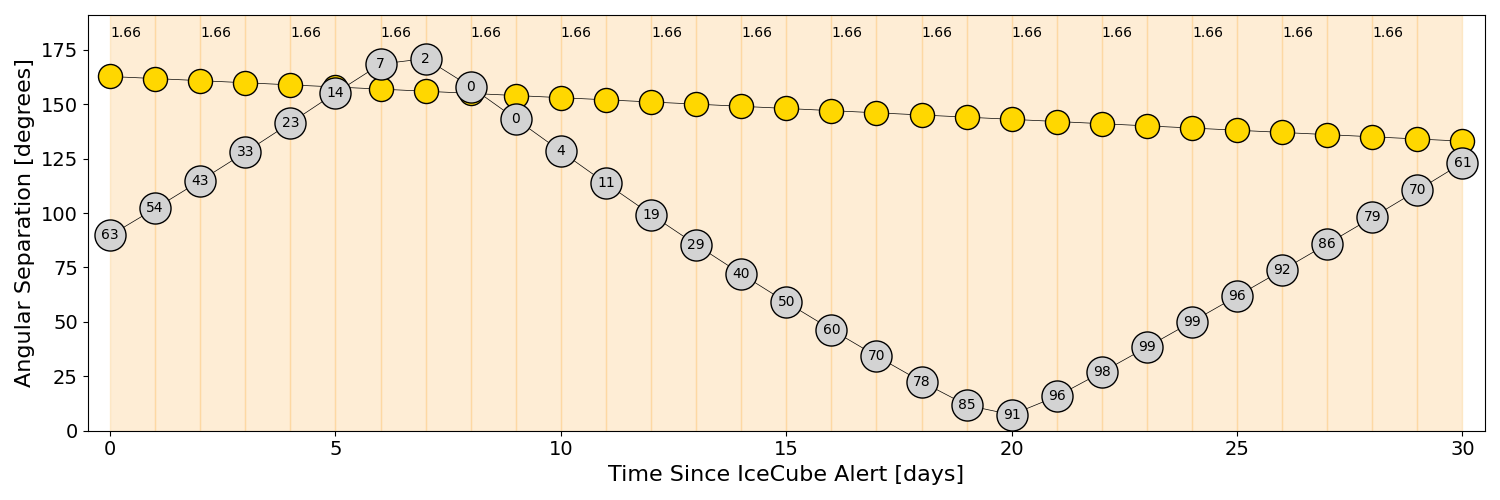 1.66 1.66 1.66 1.66 1.66 1.66 1.66 1.66 1.66 1.66 1.66 1.66 1.66 1.66 1.66
Angular Separation [degrees]
175
150
125
100
75
50
25
0
63 54 43 33 23 14 7 2 0 0 4 11 19 29 40 50 60 70 78 85 91 96 98 99 99 96 92 86 79 70 61
0 5 10 15 20 25 30
Time Since IceCube Alert [days]